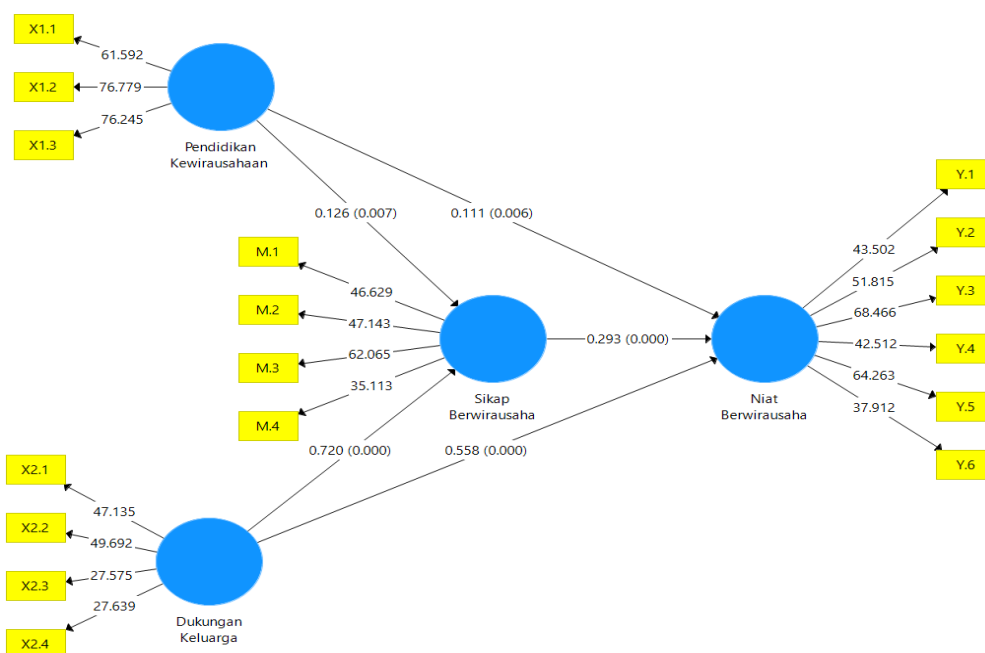 X1.1
61.592
X1.2
76.779
76.245
X1.3
Pendidikan
Kewirausahaan
Y.1
0.126 (0.007)
0.111 (0.006)
Y.2
M.1
43.502
46.629
51.815
Y.3
M.2
47.143
68.466
0.293 (0.000)
42.512
Y.4
M.3
62.065
64.263
35.113
Sikap
Berwirausaha
Niat
Berwirausaha
37.912
Y.5
M.4
0.720 (0.000)
0.558 (0.000)
Y.6
X2.1
47.135
X2.2
49.692
27.575
X2.3
27.639
Dukungan
Keluarga
X2.4